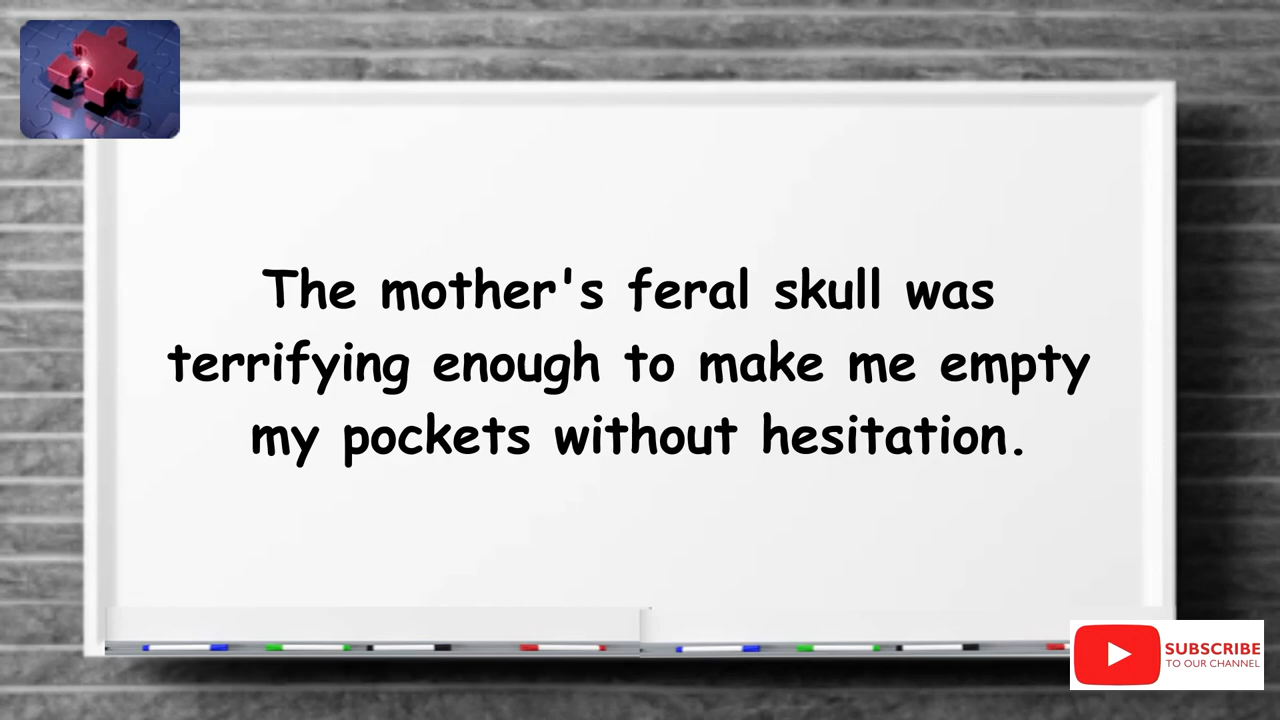 The mother's feral skull was
terrifying enough to make me empty
my pockets without hesitation.
SUBSCRIBE
TO OUR CHANNEL